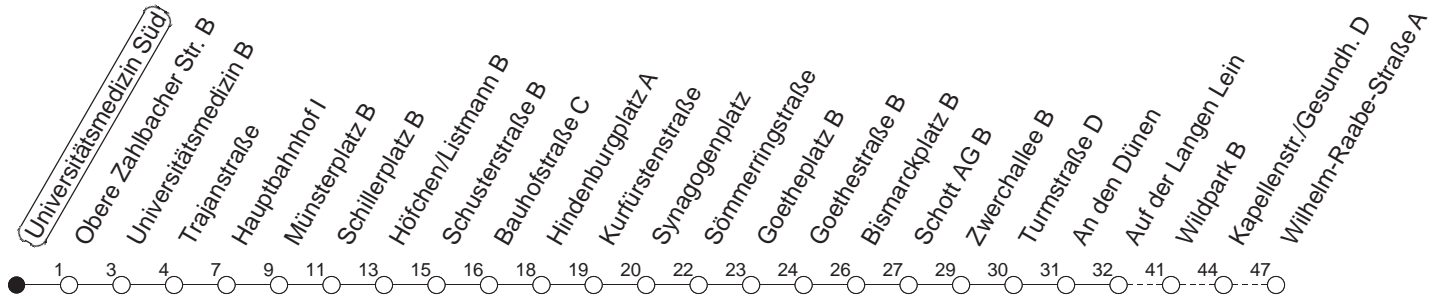 Universitätsmedizin Süd
Obere Zahlbacher Str. B
Universitätsmedizin B
Trajanstraße
Hauptbahnhof I
Münsterplatz B
Schillerplatz B
Höfchen/Listmann B
Schusterstraße B
Bauhofstraße C
Hindenburgplatz A
Kurfürstenstraße
Synagogenplatz
Sömmerringstraße
Goetheplatz B
Goethestraße B
Bismarckplatz B
Schott AG B
Zwerchallee B
Turmstraße D
An den Dünen
Auf der Langen Lein
Wildpark B
Kapellenstr./Gesundh. D
Wilhelm-Raabe-Straße A
1 3 4 7 9 11 13 15 16 18 19 20 22 23 24 26 27 29 30 31 32 41 44 47